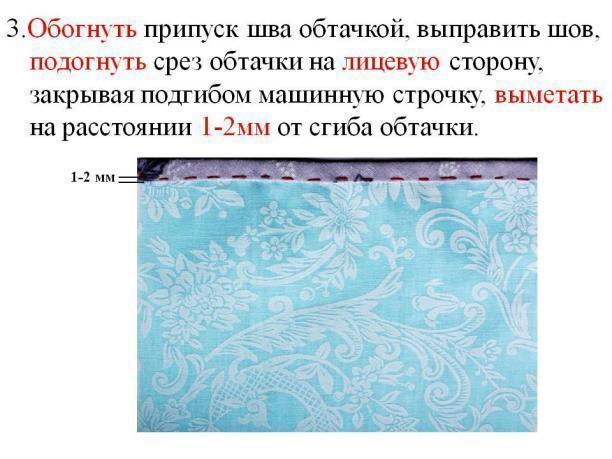 3.Обогнуть припуск шва обтачкой, выправить шов,
подогнуть срез обтачки на лицевую сторону,
закрывая подгибом машинную строчку, выметать
на расстоянии 1-2мм от сгиба обтачки.
1-2 мм